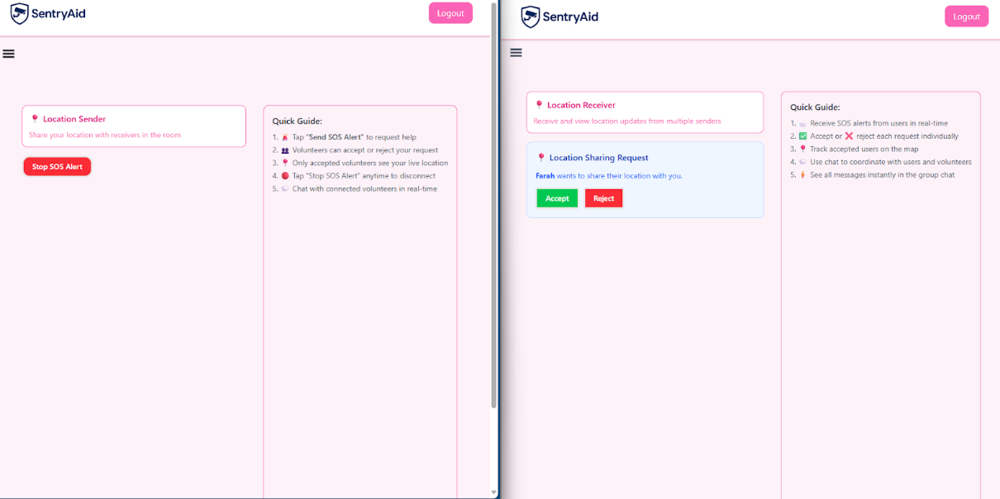 SentryAid
Logout
Location Sender
Share your location with receivers in the room
Stop SOS Alert
Quick Guide:
1. 🚨 Tap "Send SOS Alert" to request help
2. 👥 Volunteers can accept or reject your request
3. 📍 Only accepted volunteers see your live location
4. 🔴 Tap "Stop SOS Alert" anytime to disconnect
5. 💬 Chat with connected volunteers in real-time
SentryAid
Logout
Location Receiver
Receive and view location updates from multiple senders
Location Sharing Request
Farah wants to share their location with you.
Accept
Reject
Quick Guide:
1. 📨 Receive SOS alerts from users in real-time
2. ✅ Accept or ❌ reject each request individually
3. 📍 Track accepted users on the map
4. 💬 Use chat to coordinate with users and volunteers
5. ⚡ See all messages instantly in the group chat